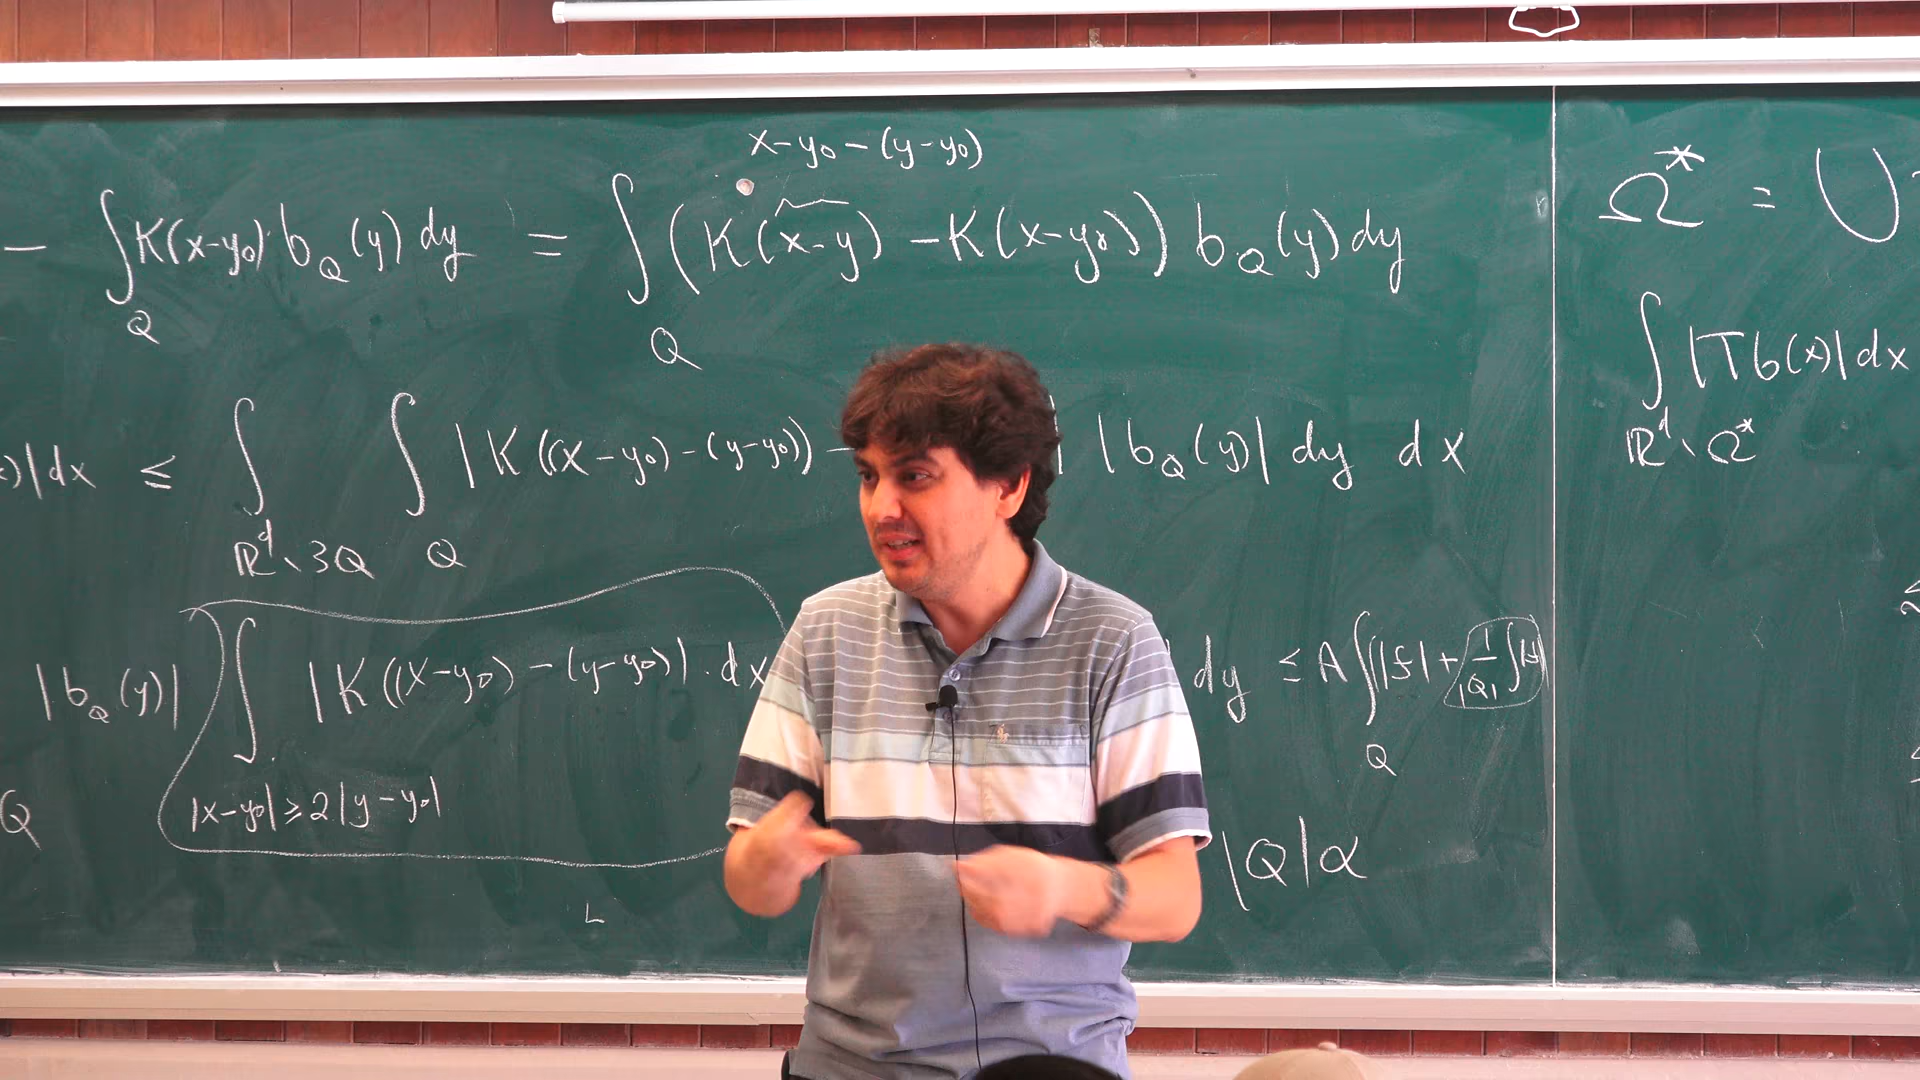 x-y₀-(y-y₀)
- ∫_Q K(x-y₀) b_Q(y) dy = ∫_Q (K(x-y) - K(x-y₀)) b_Q(y) dy
)|dx ≤ ∫_{ℝ^d \ 3Q} ∫_Q |K((x-y₀)-(y-y₀)) - | |b_Q(y)| dy dx
|b_Q(y)| ∫_{|x-y₀| ≥ 2|y-y₀|} |K((x-y₀)-(y-y₀))|·dx dy ≤ A ∫_Q (|f| + 1/|Q| ∫|f|
Q
|Q|α
Ω* = ∪
∫_{ℝ^d \ Ω*} |Tb(x)| dx